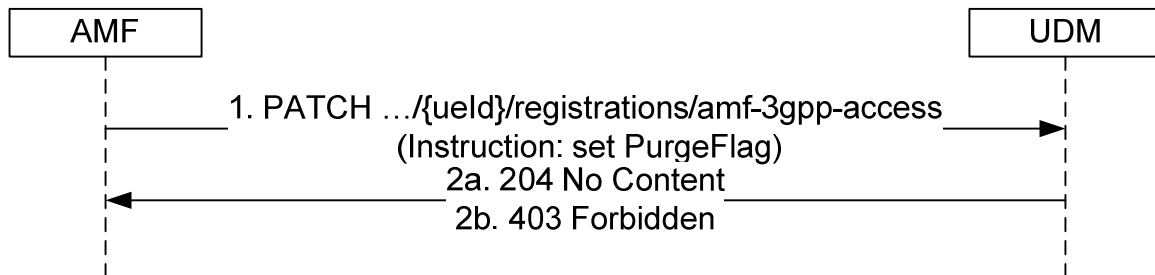 AMF
UDM
1. PATCH …/{ueId}/registrations/amf-3gpp-access
(Instruction: set PurgeFlag)
2a. 204 No Content
2b. 403 Forbidden